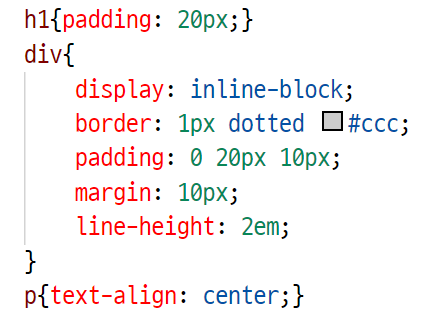 h1{padding: 20px;}
div{
display: inline-block;
border: 1px dotted #ccc;
padding: 0 20px 10px;
margin: 10px;
line-height: 2em;
}
p{text-align: center;}